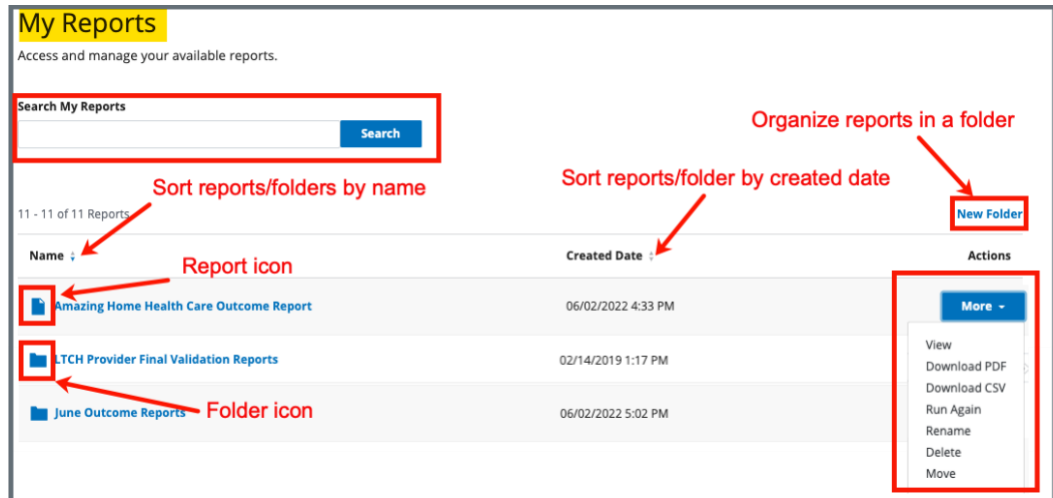 My Reports
Access and manage your available reports.
Search My Reports
Search
Organize reports in a folder
Sort reports/folders by name
Sort reports/folder by created date
11 - 11 of 11 Reports
New Folder
Name
Created Date
Actions
Report icon
Amazing Home Health Care Outcome Report
06/02/2022 4:33 PM
More
LTCH Provider Final Validation Reports
02/14/2019 1:17 PM
Folder icon
June Outcome Reports
06/02/2022 5:02 PM
View
Download PDF
Download CSV
Run Again
Rename
Delete
Move